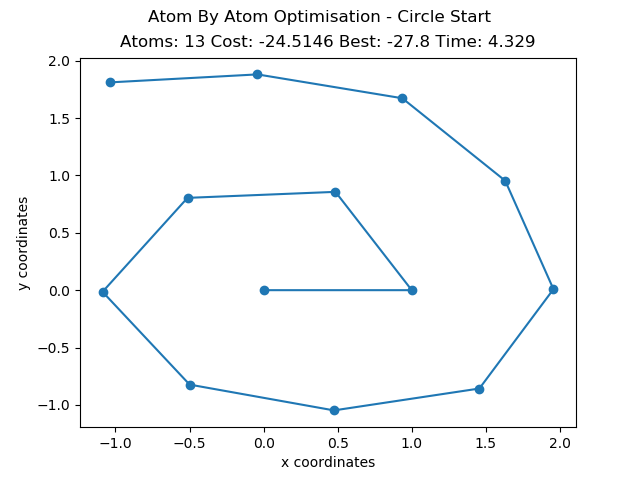 Atom By Atom Optimisation - Circle Start
Atoms: 13 Cost: -24.5146 Best: -27.8 Time: 4.329
2.0
1.5
1.0
0.5
0.0
−0.5
−1.0
y coordinates
−1.0 −0.5 0.0 0.5 1.0 1.5 2.0
x coordinates